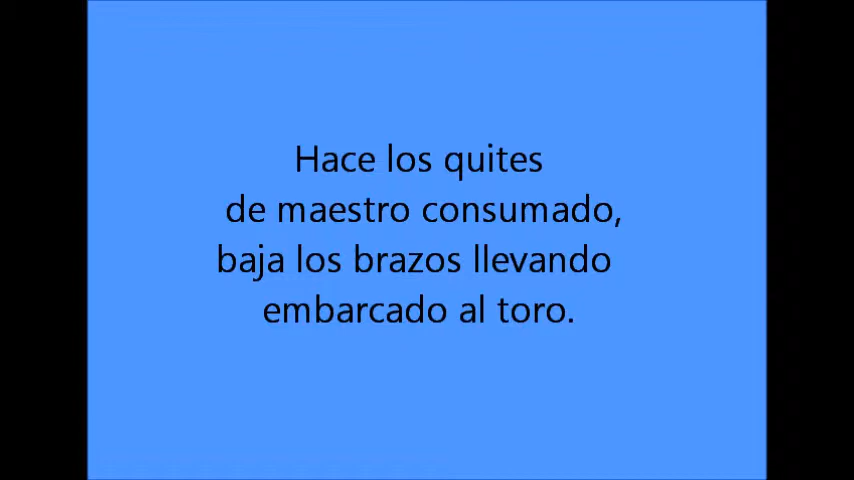 Hace los quites
de maestro consumado,
baja los brazos llevando
embarcado al toro.